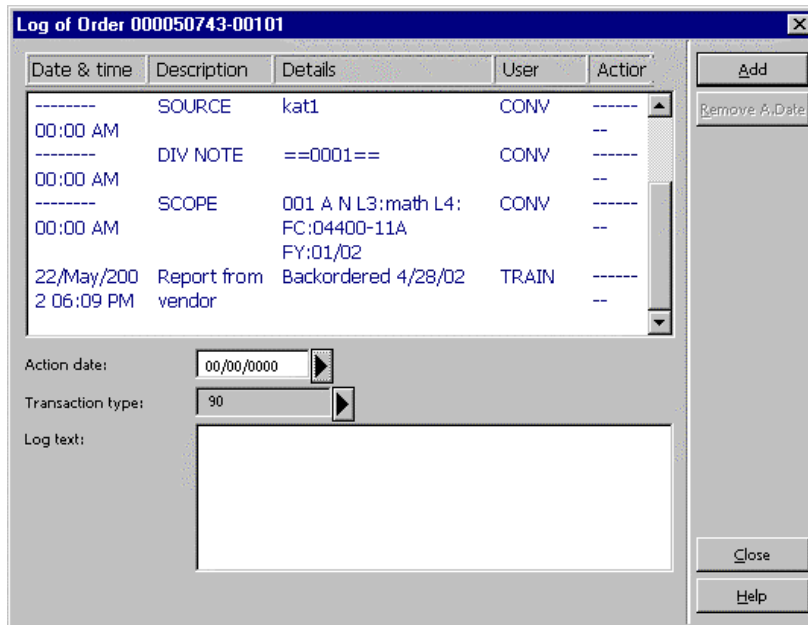 Log of Order 000050743-00101
Date & time Description Details User Action
-------- SOURCE kat1 CONV ------
00:00 AM --
-------- DIV NOTE ==0001== CONV ------
00:00 AM --
-------- SCOPE 001 A N L3:math L4: CONV ------
00:00 AM FC:04400-11A --
FY:01/02
22/May/200 Report from Backordered 4/28/02 TRAIN ------
2 06:09 PM vendor --
Add
Remove A.Date
Action date: 00/00/0000
Transaction type: 90
Log text:
Close
Help